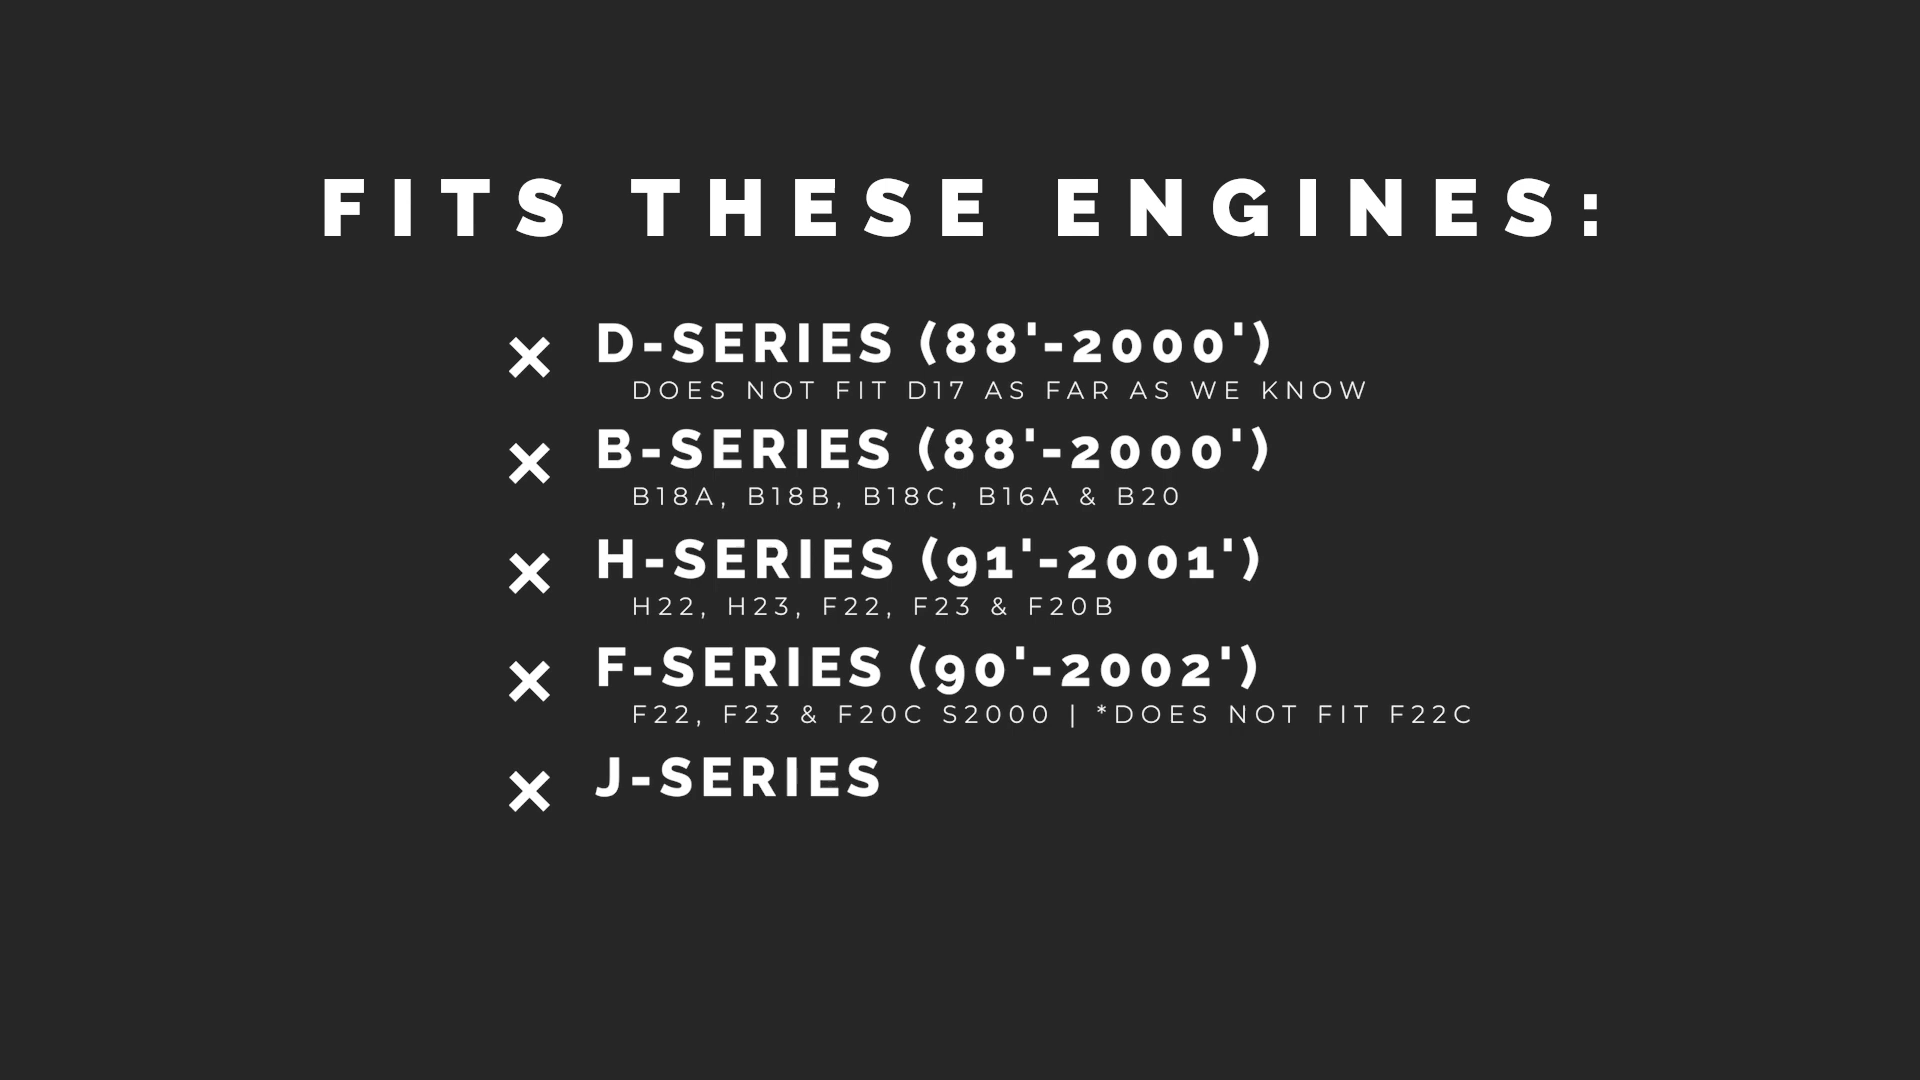 FITS THESE ENGINES:
× D-SERIES (88'-2000')
DOES NOT FIT D17 AS FAR AS WE KNOW
× B-SERIES (88'-2000')
B18A, B18B, B18C, B16A & B20
× H-SERIES (91'-2001')
H22, H23, F22, F23 & F20B
× F-SERIES (90'-2002')
F22, F23 & F20C S2000 | *DOES NOT FIT F22C
× J-SERIES